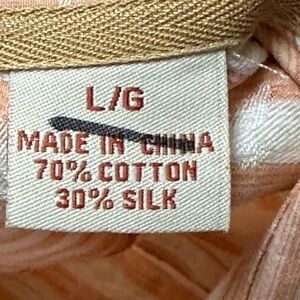 L/G
MADE IN CHINA
70% COTTON
30% SILK